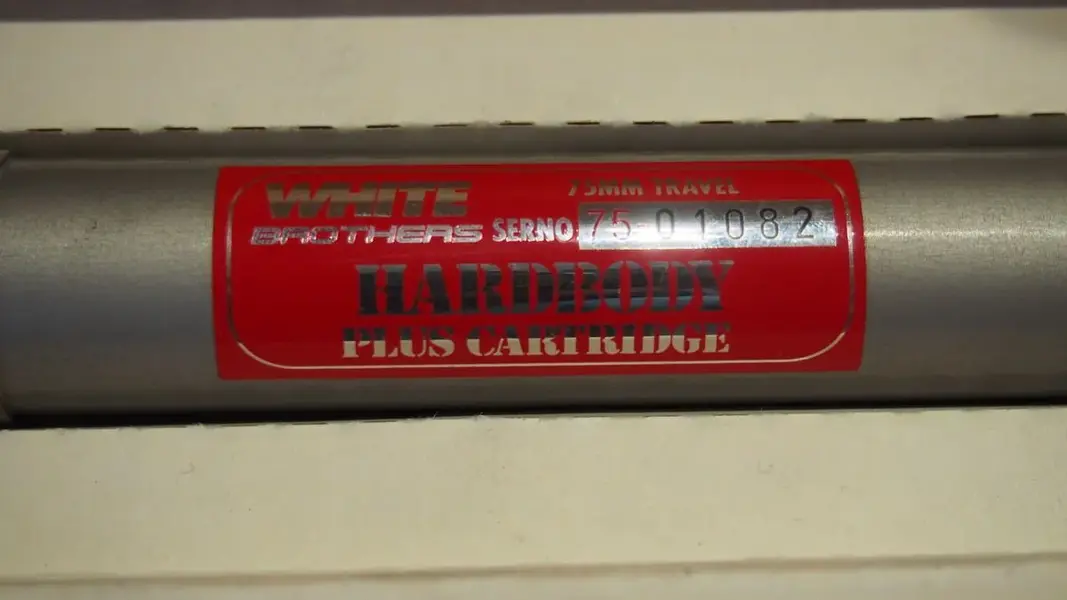 WHITE
BROTHERS
75MM TRAVEL
SERNO 75-01082
HARDBODY
PLUS CARTRIDGE